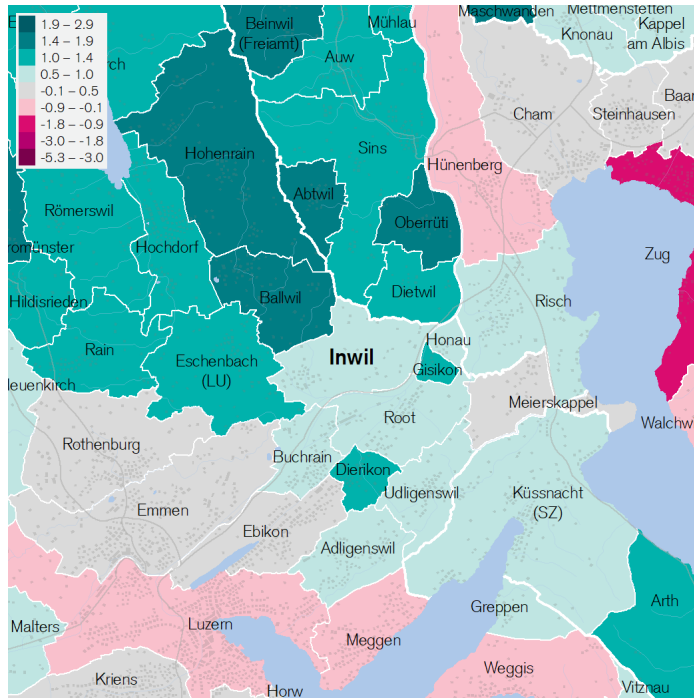 1.9 – 2.9
1.4 – 1.9
1.0 – 1.4
0.5 – 1.0
-0.1 – 0.5
-0.9 – -0.1
-1.8 – -0.9
-3.0 – -1.8
-5.3 – -3.0
Beinwil
(Freiamt)
Mühlau
Maschwanden
Mettmenstetten
Knonau
Kappel
am Albis
Auw
Cham
Steinhausen
Baar
Hohenrain
Sins
Hünenberg
Abtwil
Römerswil
Oberrüti
Hochdorf
Zug
Ballwil
Dietwil
Risch
Hildisrieden
Rain
Eschenbach
(LU)
Inwil
Honau
Gisikon
Meierskappel
Root
Rothenburg
Buchrain
Dierikon
Udligenswil
Küssnacht
(SZ)
Emmen
Ebikon
Adligenswil
Arth
Greppen
Malters
Luzern
Meggen
Weggis
Kriens
Horw
Vitznau